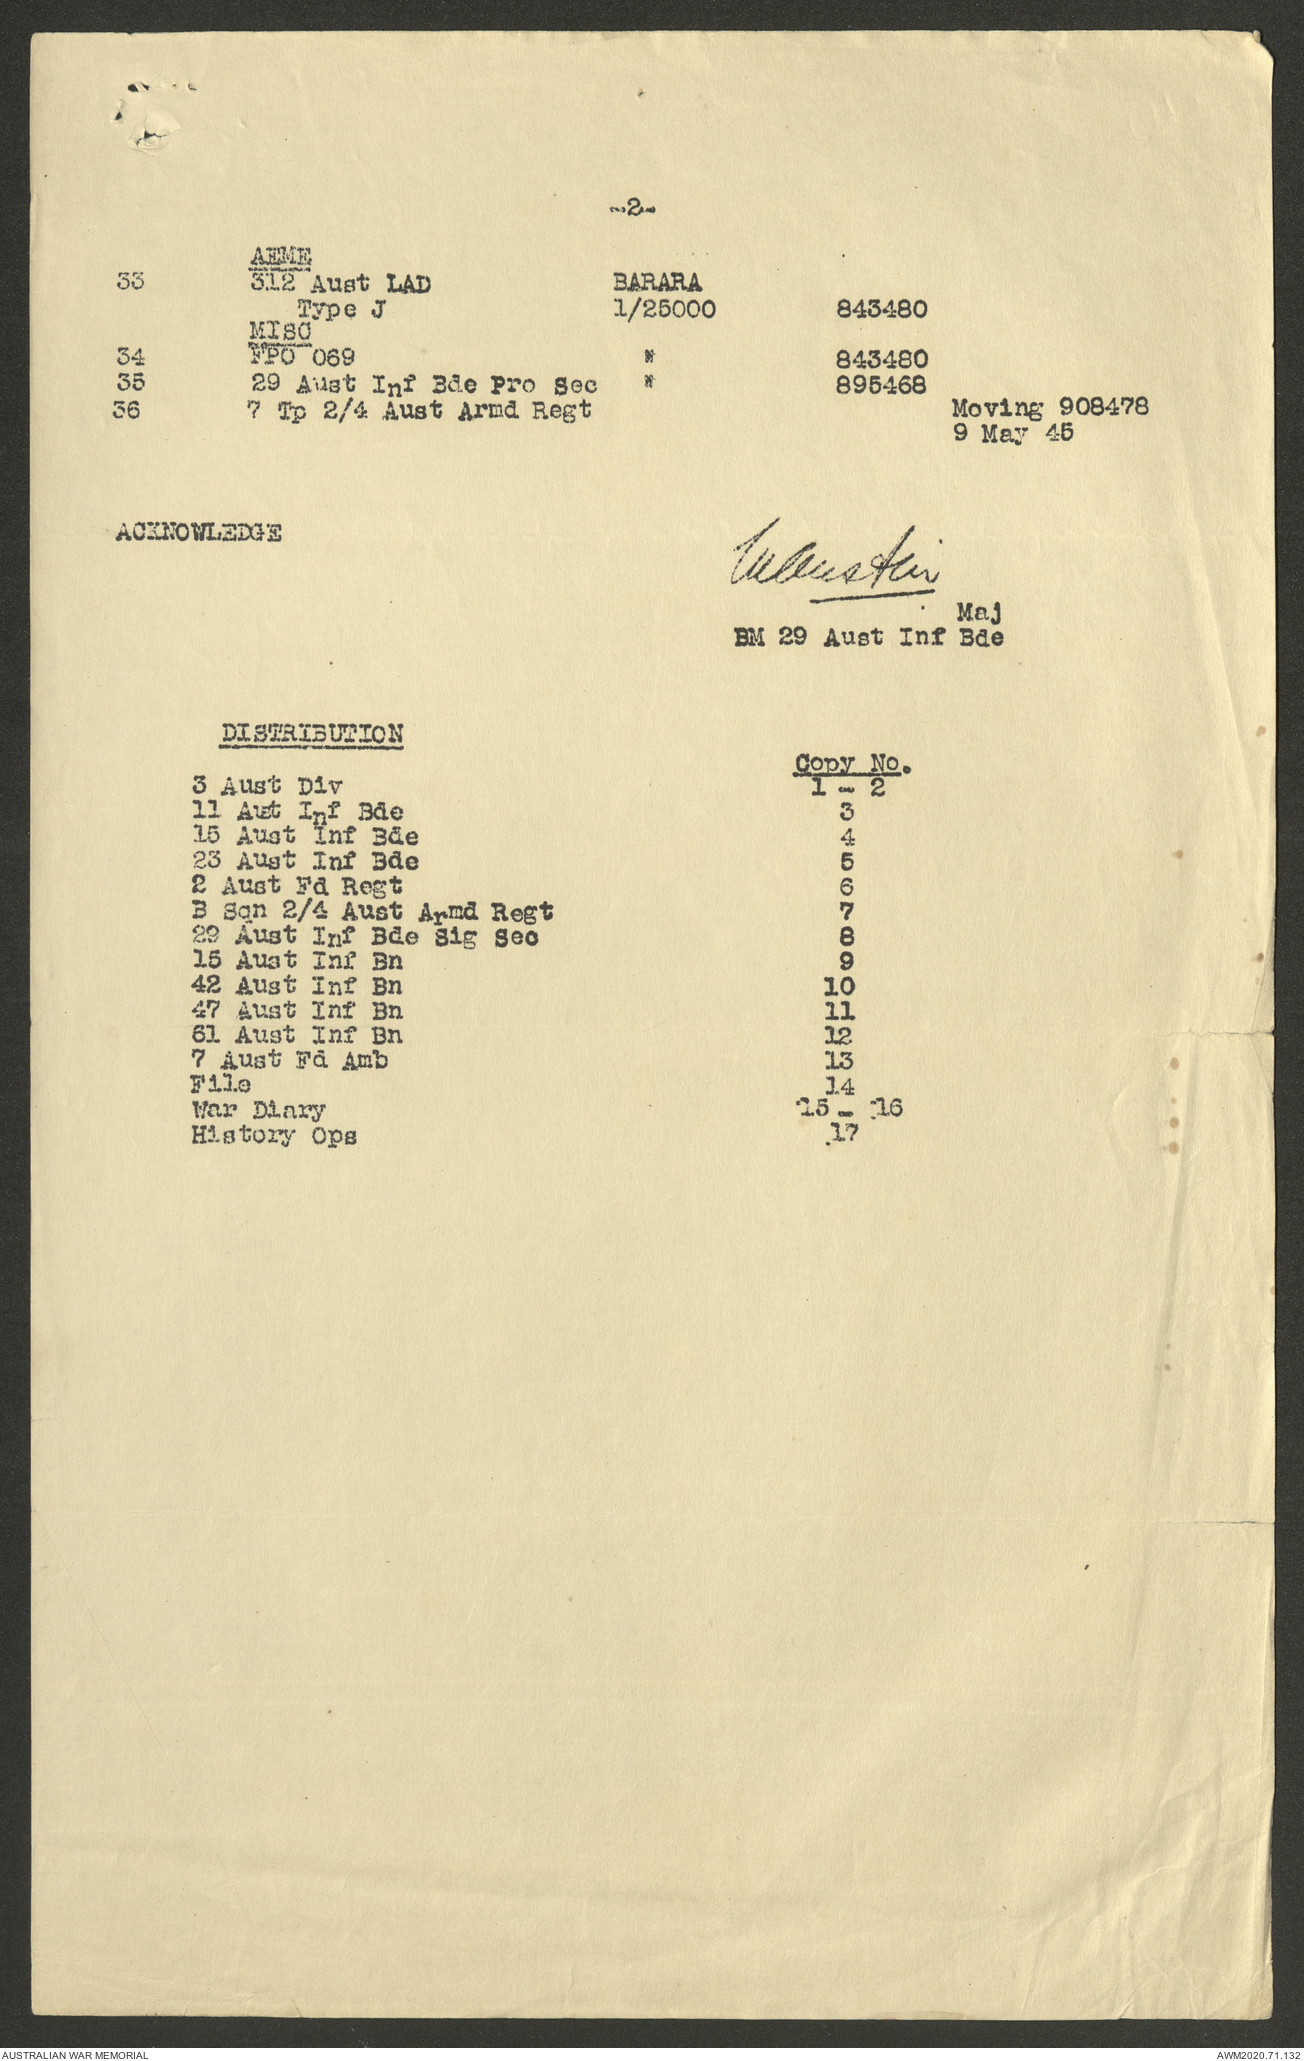 -2-
AEME
33 312 Aust LAD BARARA
Type J 1/25000 843480
MISC
34 FPO 069 " 843480
35 29 Aust Inf Bde Pro Sec " 895468
36 7 Tp 2/4 Aust Armd Regt
Moving 908478
9 May 45
ACKNOWLEDGE
Maj
BM 29 Aust Inf Bde
DISTRIBUTION
Copy No.
3 Aust Div 1 - 2
11 Aust Inf Bde 3
15 Aust Inf Bde 4
23 Aust Inf Bde 5
2 Aust Fd Regt 6
B Sqn 2/4 Aust Armd Regt 7
29 Aust Inf Bde Sig Sec 8
15 Aust Inf Bn 9
42 Aust Inf Bn 10
47 Aust Inf Bn 11
61 Aust Inf Bn 12
7 Aust Fd Amb 13
File 14
War Diary 15 - 16
History Ops 17
AUSTRALIAN WAR MEMORIAL AWM2020.71.132